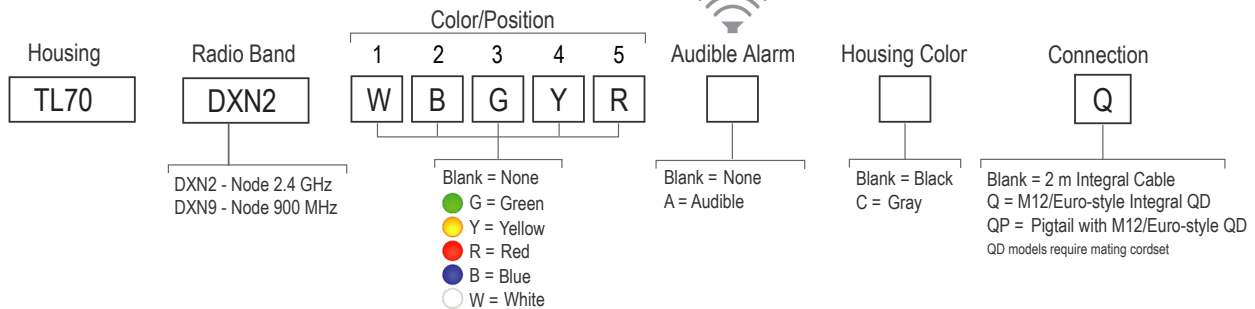 Color/Position
Housing Radio Band 1 2 3 4 5 Audible Alarm Housing Color Connection
TL70 DXN2 W B G Y R Q
DXN2 - Node 2.4 GHz
DXN9 - Node 900 MHz
Blank = None
G = Green
Y = Yellow
R = Red
B = Blue
W = White
Blank = None
A = Audible
Blank = Black
C = Gray
Blank = 2 m Integral Cable
Q = M12/Euro-style Integral QD
QP = Pigtail with M12/Euro-style QD
QD models require mating cordset